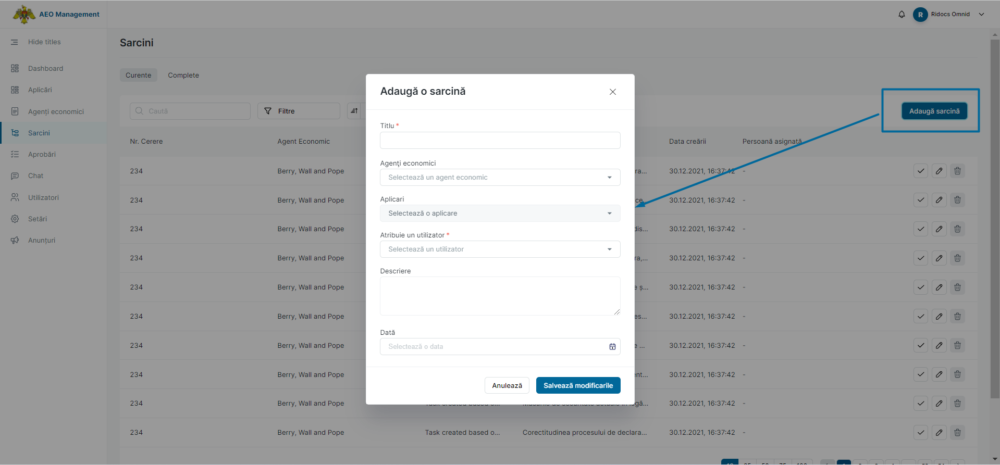 AEO Management
R
Ridocs Omnid
Hide titles
Dashboard
Aplicări
Agenți economici
Sarcini
Aprobări
Chat
Utilizatori
Setări
Anunțuri
Sarcini
Curente
Complete
Caută
Filtre
Adaugă sarcină
Nr. Cerere
Agent Economic
Data creării
Persoană asignată
234
Berry, Wall and Pope
ra...
30.12.2021, 16:37:42
-
234
Berry, Wall and Pope
ce...
30.12.2021, 16:37:42
-
234
Berry, Wall and Pope
dis...
30.12.2021, 16:37:42
-
234
Berry, Wall and Pope
ra,...
30.12.2021, 16:37:42
-
234
Berry, Wall and Pope
e ș...
30.12.2021, 16:37:42
-
234
Berry, Wall and Pope
es...
30.12.2021, 16:37:42
-
234
Berry, Wall and Pope
e ...
30.12.2021, 16:37:42
-
234
Berry, Wall and Pope
ent...
30.12.2021, 16:37:42
-
234
Berry, Wall and Pope
30.12.2021, 16:37:42
-
234
Berry, Wall and Pope
Task created based o...
Corectitudinea procesului de declara...
30.12.2021, 16:37:42
-
Adaugă o sarcină
Titlu *
Agenți economici
Selectează un agent economic
Aplicari
Selectează o aplicare
Atribuie un utilizator *
Selectează un utilizator
Descriere
Dată
Selectează o data
Anulează
Salvează modificarile